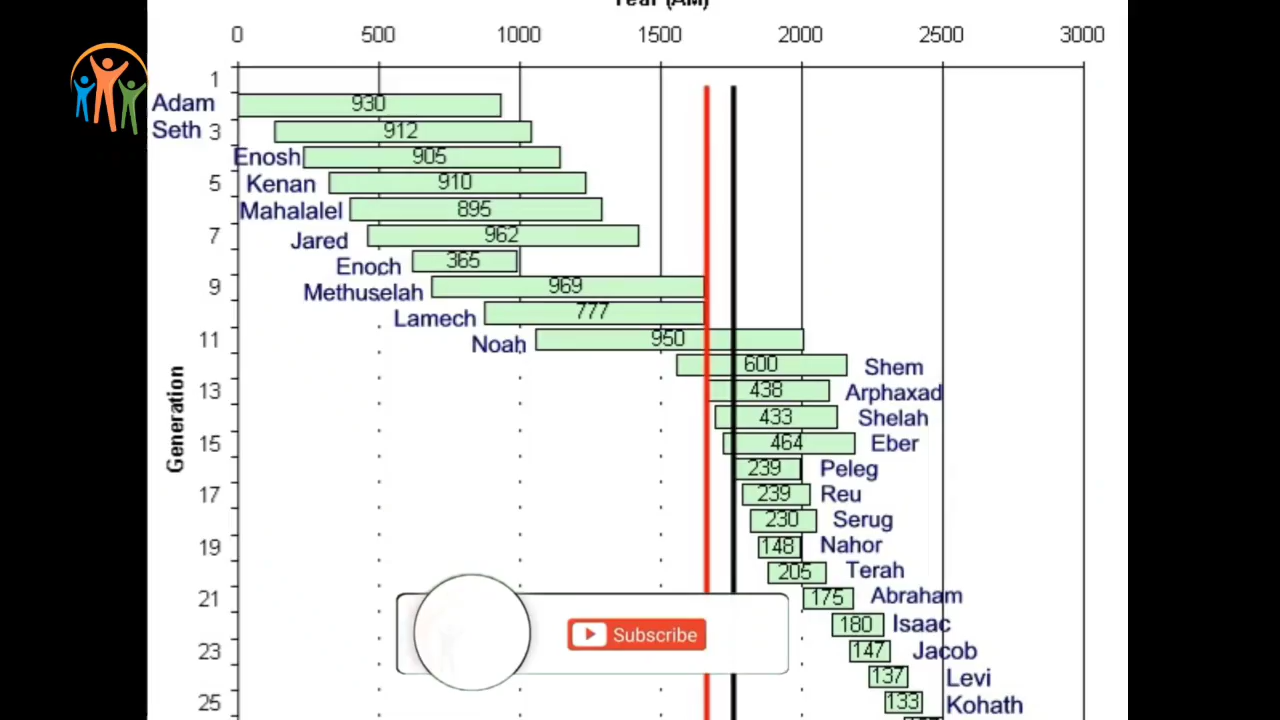 Year (AM)
0 500 1000 1500 2000 2500 3000
1
Adam 930
Seth 3 912
Enosh 905
5 Kenan 910
Mahalalel 895
7 Jared 962
Enoch 365
9 Methuselah 969
Lamech 777
11 Noah 950
600 Shem
13 438 Arphaxad
433 Shelah
15 464 Eber
239 Peleg
17 239 Reu
230 Serug
19 148 Nahor
205 Terah
21 175 Abraham
180 Isaac
23 147 Jacob
137 Levi
25 133 Kohath
Generation
Subscribe